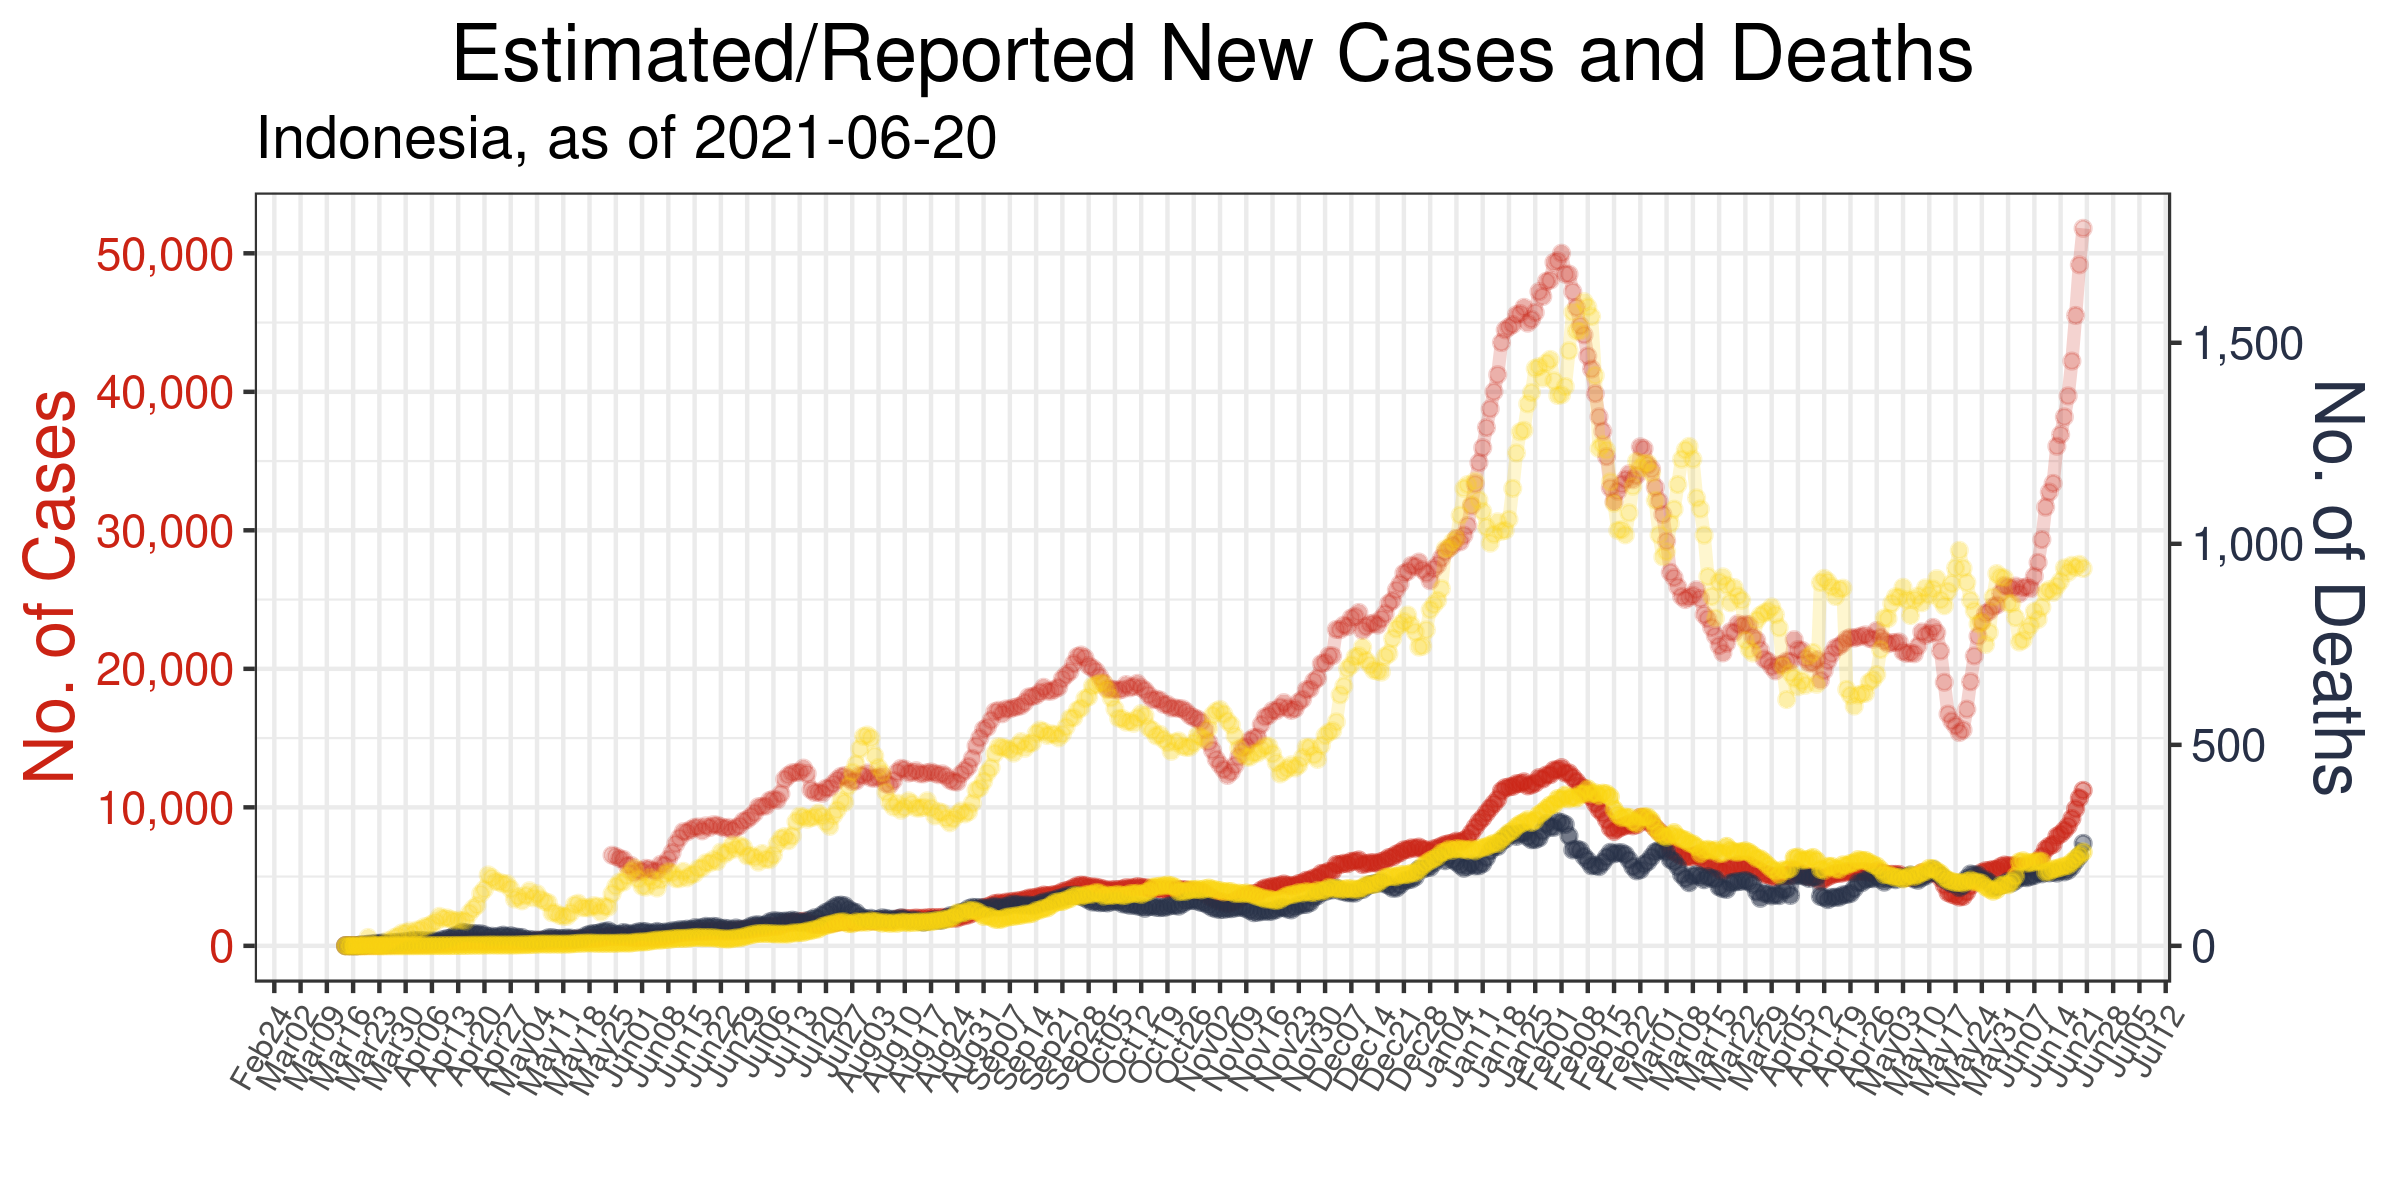 Estimated/Reported New Cases and Deaths
Indonesia, as of 2021-06-20
No. of Cases
50,000
40,000
30,000
20,000
10,000
0
No. of Deaths
1,500
1,000
500
0
Feb24
Mar02
Mar09
Mar16
Mar23
Mar30
Apr06
Apr13
Apr20
Apr27
May04
May11
May18
May25
Jun01
Jun08
Jun15
Jun22
Jun29
Jul06
Jul13
Jul20
Jul27
Aug03
Aug10
Aug17
Aug24
Aug31
Sep07
Sep14
Sep21
Sep28
Oct05
Oct12
Oct19
Oct26
Nov02
Nov09
Nov16
Nov23
Nov30
Dec07
Dec14
Dec21
Dec28
Jan04
Jan11
Jan18
Jan25
Feb01
Feb08
Feb15
Feb22
Mar01
Mar08
Mar15
Mar22
Mar29
Apr05
Apr12
Apr19
Apr26
May03
May10
May17
May24
May31
Jun07
Jun14
Jun21
Jun28
Jul05
Jul12